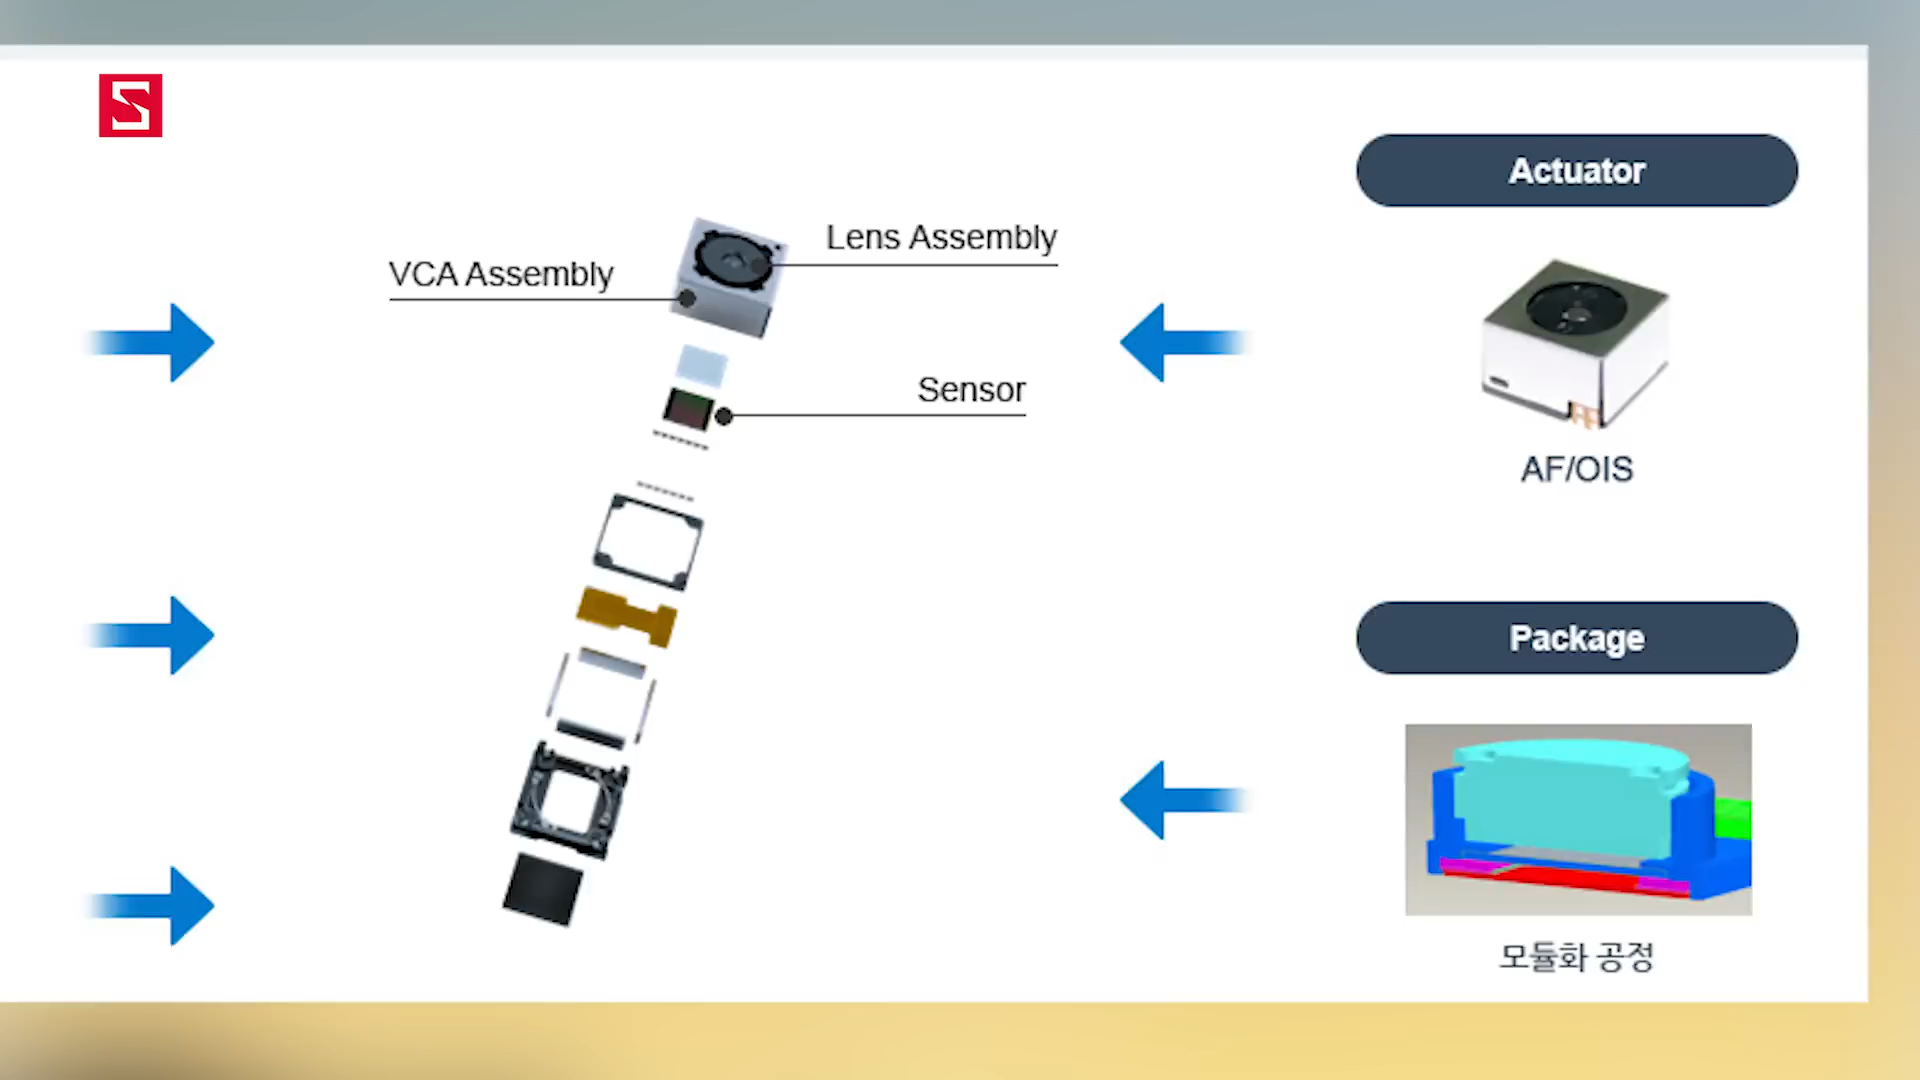 S
Actuator
Lens Assembly
VCA Assembly
Sensor
AF/OIS
Package
모듈화 공정